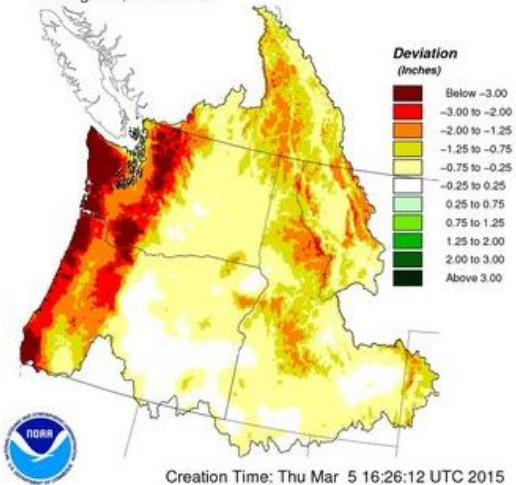 Deviation
(Inches)
Below -3.00
-3.00 to -2.00
-2.00 to -1.25
-1.25 to -0.75
-0.75 to -0.25
-0.25 to 0.25
0.25 to 0.75
0.75 to 1.25
1.25 to 2.00
2.00 to 3.00
Above 3.00
NOAA
Creation Time: Thu Mar 5 16:26:12 UTC 2015